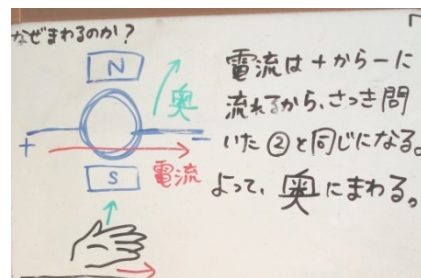 なぜまわるのか？
N
奥
＋
－
S
電流
電流は＋から－に
流れるから、さっき問
いた②と同じになる。
よって、奥にまわる。